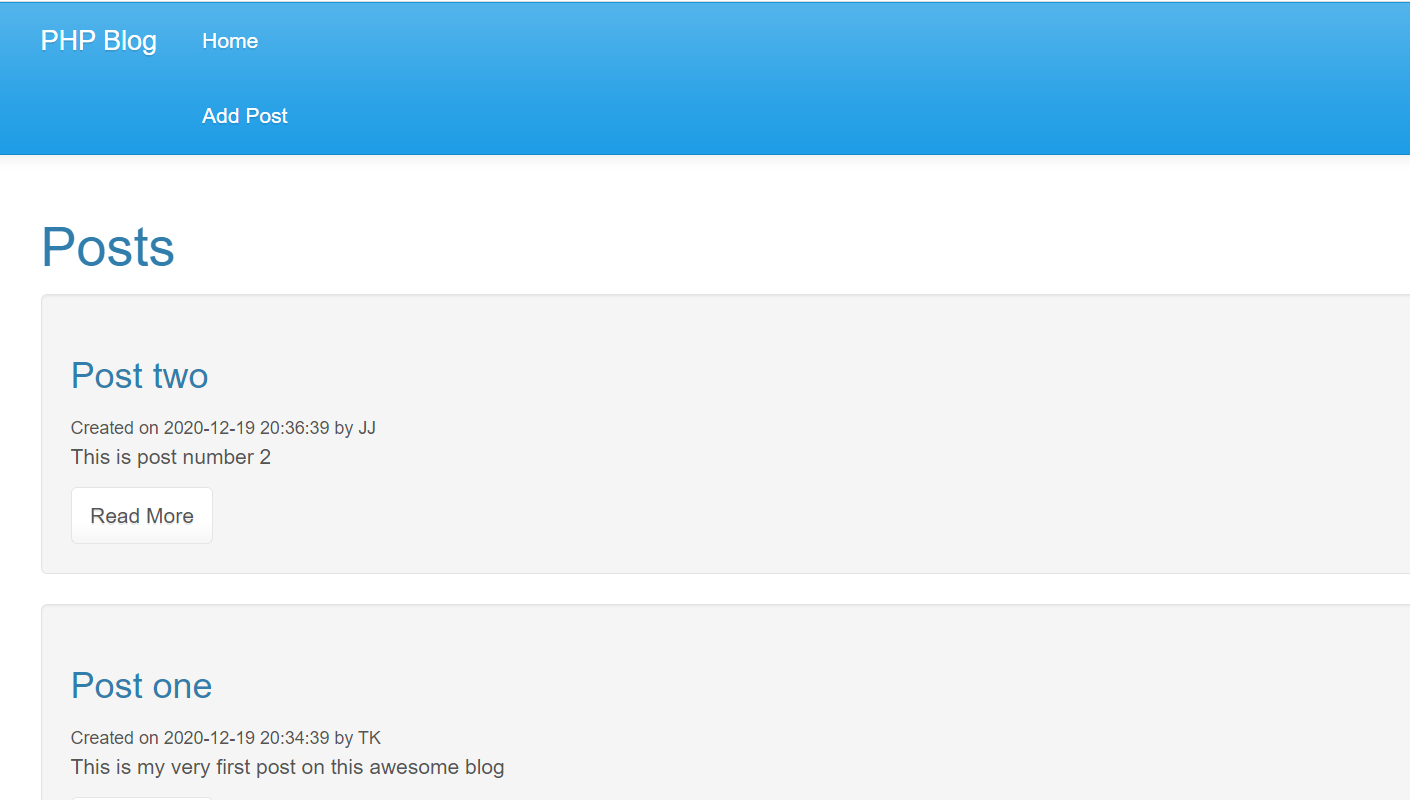 PHP Blog Home
Add Post
Posts
Post two
Created on 2020-12-19 20:36:39 by JJ
This is post number 2
Read More
Post one
Created on 2020-12-19 20:34:39 by TK
This is my very first post on this awesome blog